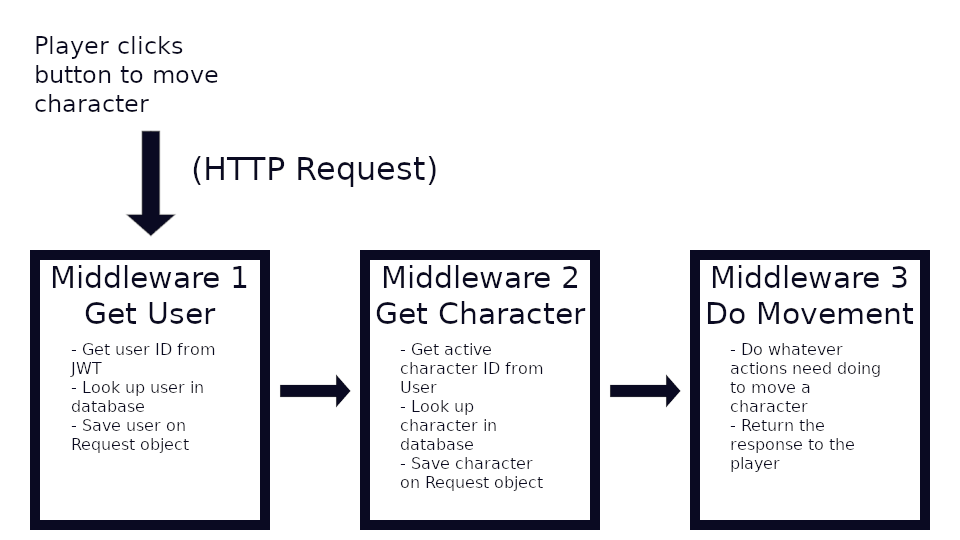 Player clicks
button to move
character
(HTTP Request)
Middleware 1
Get User
- Get user ID from
JWT
- Look up user in
database
- Save user on
Request object
Middleware 2
Get Character
- Get active
character ID from
User
- Look up
character in
database
- Save character
on Request object
Middleware 3
Do Movement
- Do whatever
actions need doing
to move a
character
- Return the
response to the
player